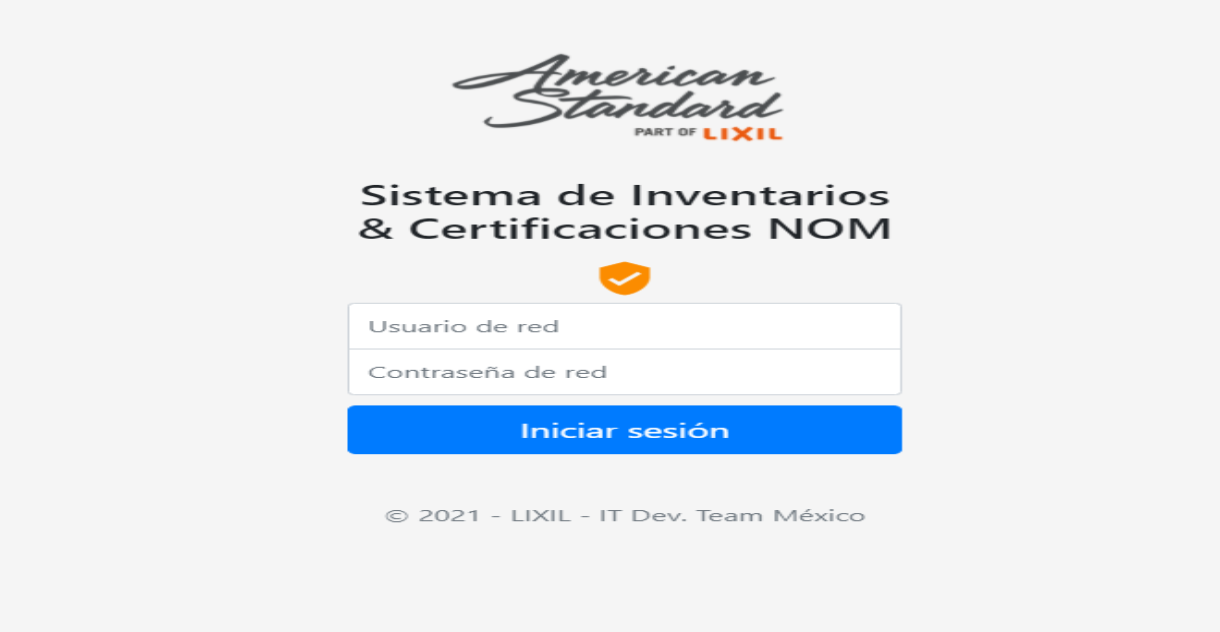 American
Standard
PART OF LIXIL
Sistema de Inventarios
& Certificaciones NOM
Usuario de red
Contraseña de red
Iniciar sesión
© 2021 - LIXIL - IT Dev. Team México